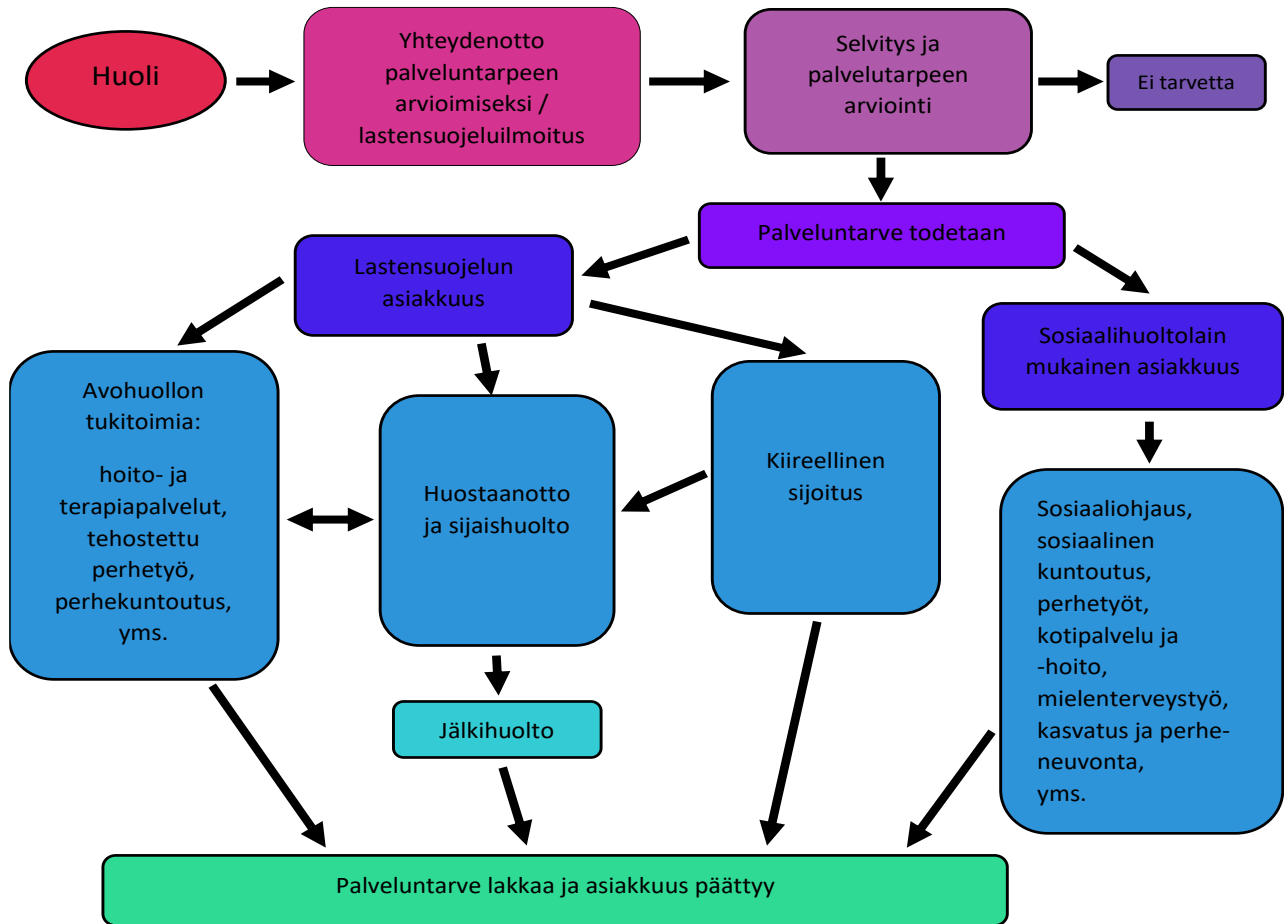 Huoli
Yhteydenotto
palveluntarpeen
arvioimiseksi /
lastensuojeluilmoitus
Selvitys ja
palvelutarpeen
arviointi
Ei tarvetta
Palveluntarve todetaan
Lastensuojelun
asiakkuus
Sosiaalihuoltolain
mukainen asiakkuus
Avohuollon
tukitoimia:
hoito- ja
terapiapalvelut,
tehostettu
perhetyö,
perhekuntoutus,
yms.
Huostaanotto
ja sijaishuolto
Kiireellinen
sijoitus
Sosiaaliohjaus,
sosiaalinen
kuntoutus,
perhetyöt,
kotipalvelu ja
-hoito,
mielenterveystyö,
kasvatus ja perhe-
neuvonta,
yms.
Jälkihuolto
Palveluntarve lakkaa ja asiakkuus päättyy